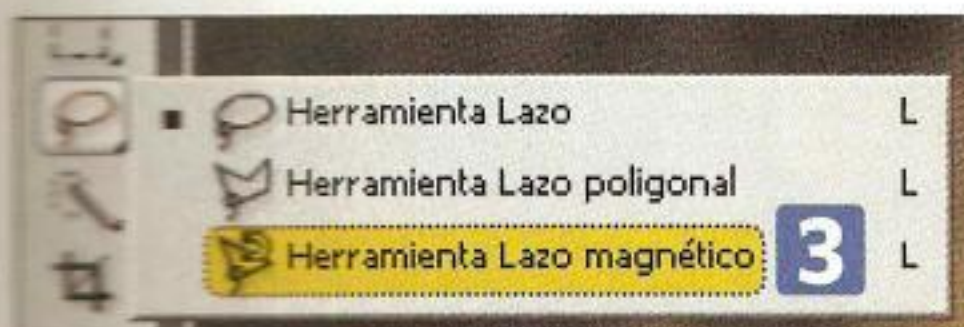 Herramienta Lazo L
Herramienta Lazo poligonal L
Herramienta Lazo magnético 3 L